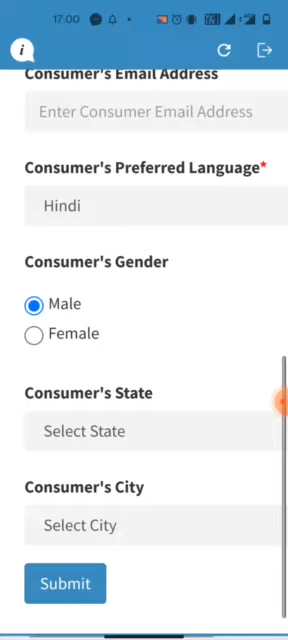 17:00
i
Consumer's Email Address
Enter Consumer Email Address
Consumer's Preferred Language*
Hindi
Consumer's Gender
Male
Female
Consumer's State
Select State
Consumer's City
Select City
Submit